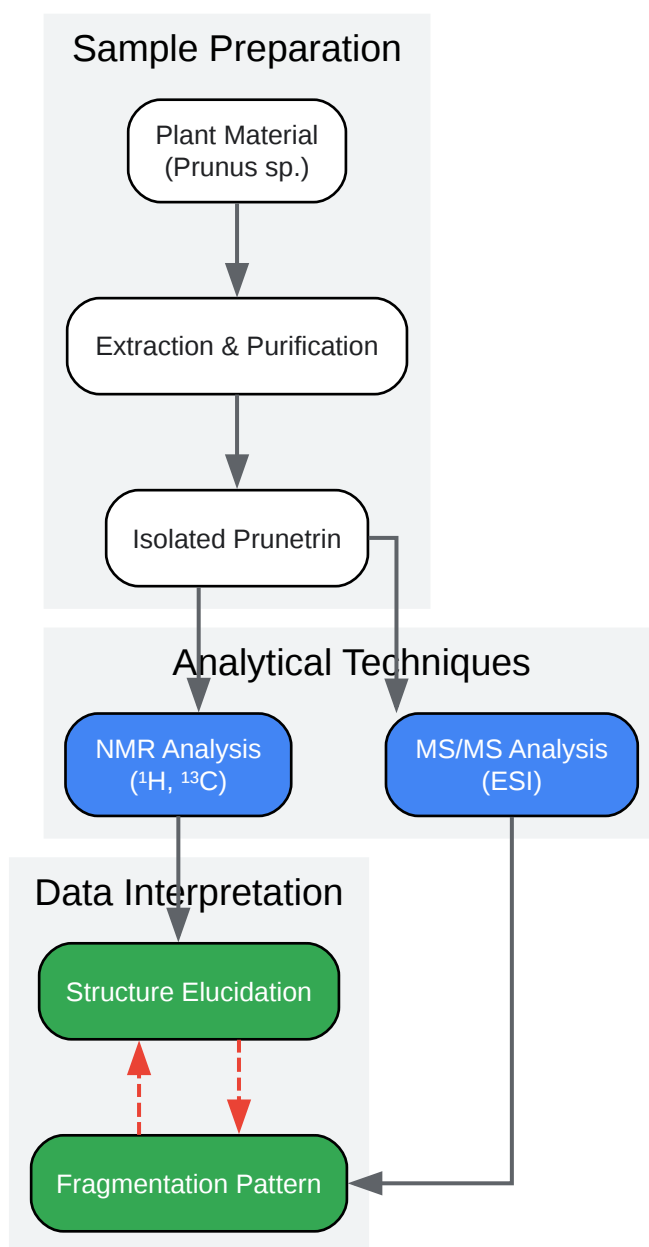 Sample Preparation
Plant Material
(Prunus sp.)
Extraction & Purification
Isolated Prunetrin
Analytical Techniques
NMR Analysis
(¹H, ¹³C)
MS/MS Analysis
(ESI)
Data Interpretation
Structure Elucidation
Fragmentation Pattern